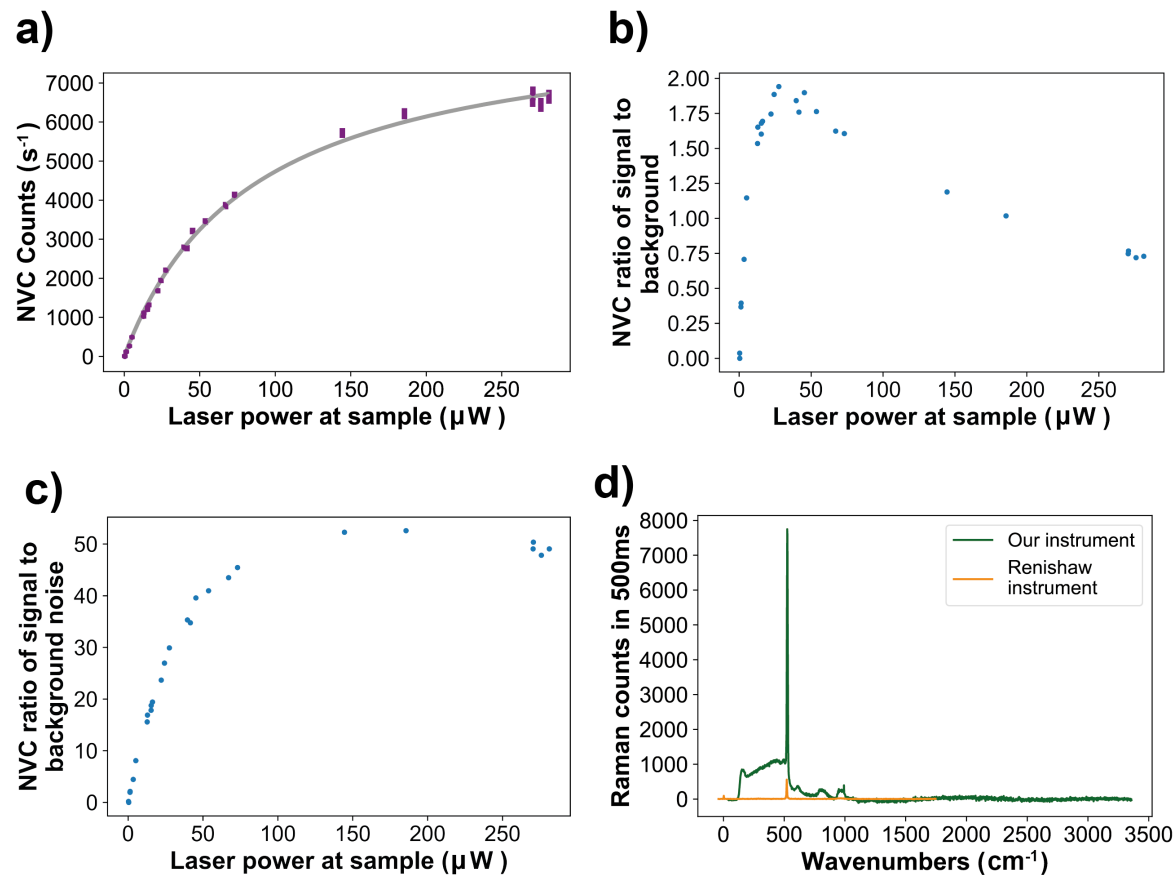 a)
7000
6000
5000
4000
3000
2000
1000
0
NVC Counts (s⁻¹)
0 50 100 150 200 250
Laser power at sample (μW )
b)
2.00
1.75
1.50
1.25
1.00
0.75
0.50
0.25
0.00
NVC ratio of signal to
background
0 50 100 150 200 250
Laser power at sample (μW )
c)
50
40
30
20
10
0
NVC ratio of signal to
background noise
0 50 100 150 200 250
Laser power at sample (μW )
d)
8000
7000
6000
5000
4000
3000
2000
1000
0
Raman counts in 500ms
Our instrument
Renishaw
instrument
0 500 1000 1500 2000 2500 3000 3500
Wavenumbers (cm⁻¹)